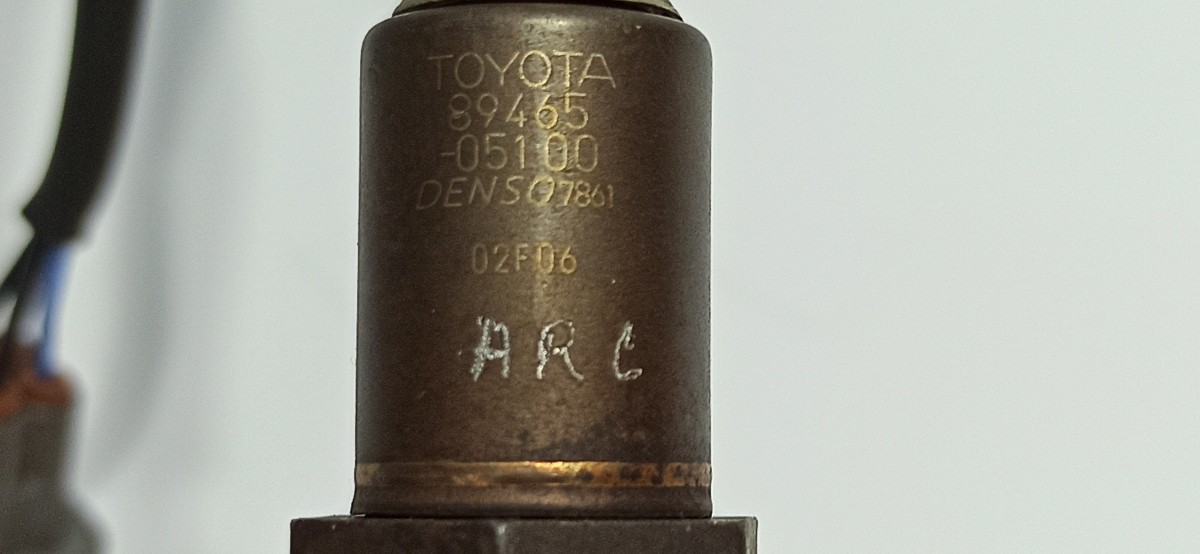 TOYOTA
89465
-05100
DENSO 7861
02F06
ARC